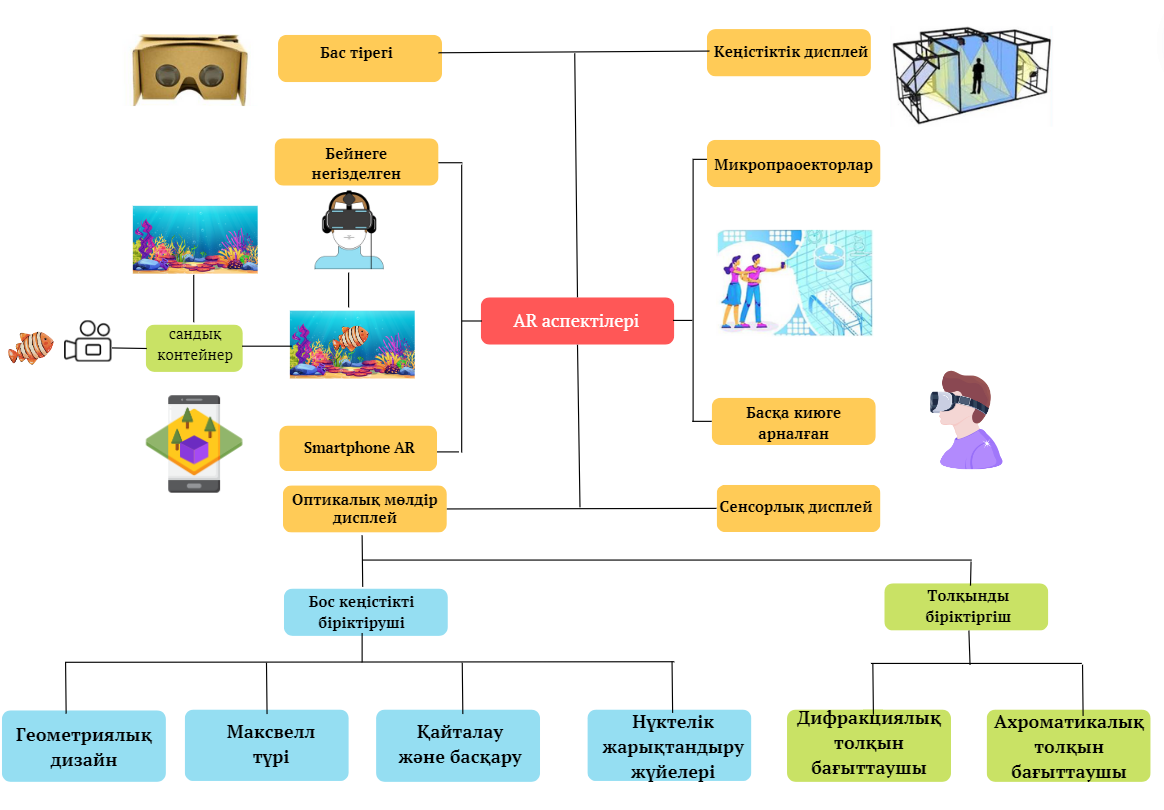 Бас тірегі
Кеңістіктік дисплей
Бейнеге
негізделген
Микропраоекторлар
AR аспектілері
сандық
контейнер
Басқа киюге
арналған
Smartphone AR
Оптикалық мөлдір
дисплей
Сенсорлық дисплей
Бос кеңістікті
біріктіруші
Толқынды
біріктіргіш
Геометриялық
дизайн
Максвелл
түрі
Қайталау
және басқару
Нүктелік
жарықтандыру
жүйелері
Дифракциялық
толқын
бағыттаушы
Ахроматикалық
толқын
бағыттаушы